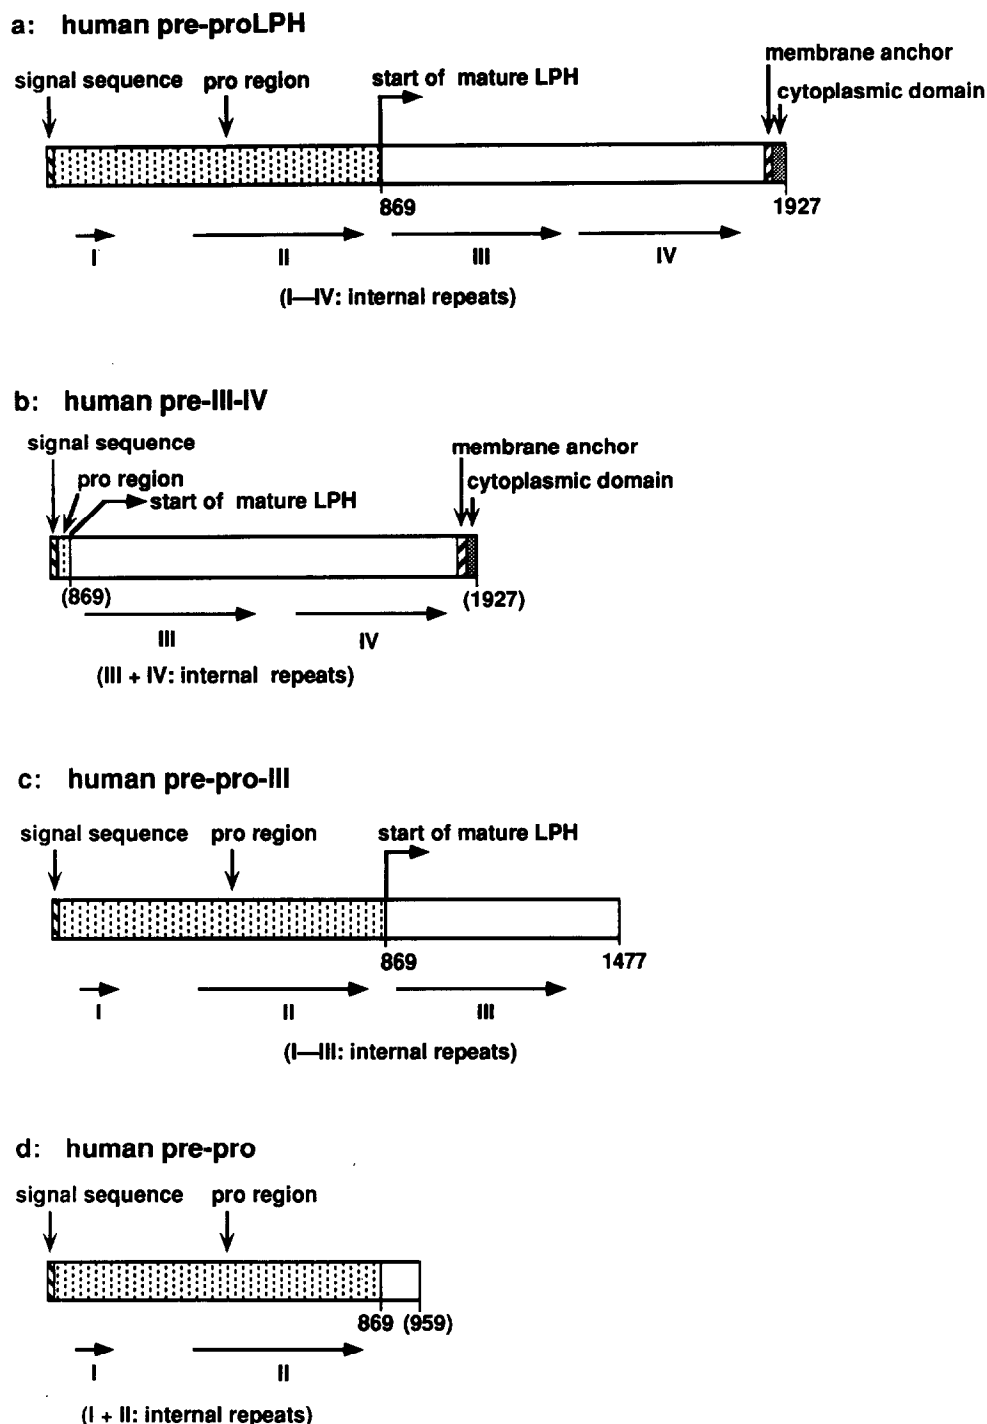 a: human pre-proLPH
membrane anchor
signal sequence pro region start of mature LPH
cytoplasmic domain
869 1927
I II III IV
(I—IV: internal repeats)
b: human pre-III-IV
signal sequence
membrane anchor
pro region
cytoplasmic domain
start of mature LPH
(869) (1927)
III IV
(III + IV: internal repeats)
c: human pre-pro-III
signal sequence pro region start of mature LPH
869 1477
I II III
(I—III: internal repeats)
d: human pre-pro
signal sequence pro region
869 (959)
I II
(I + II: internal repeats)